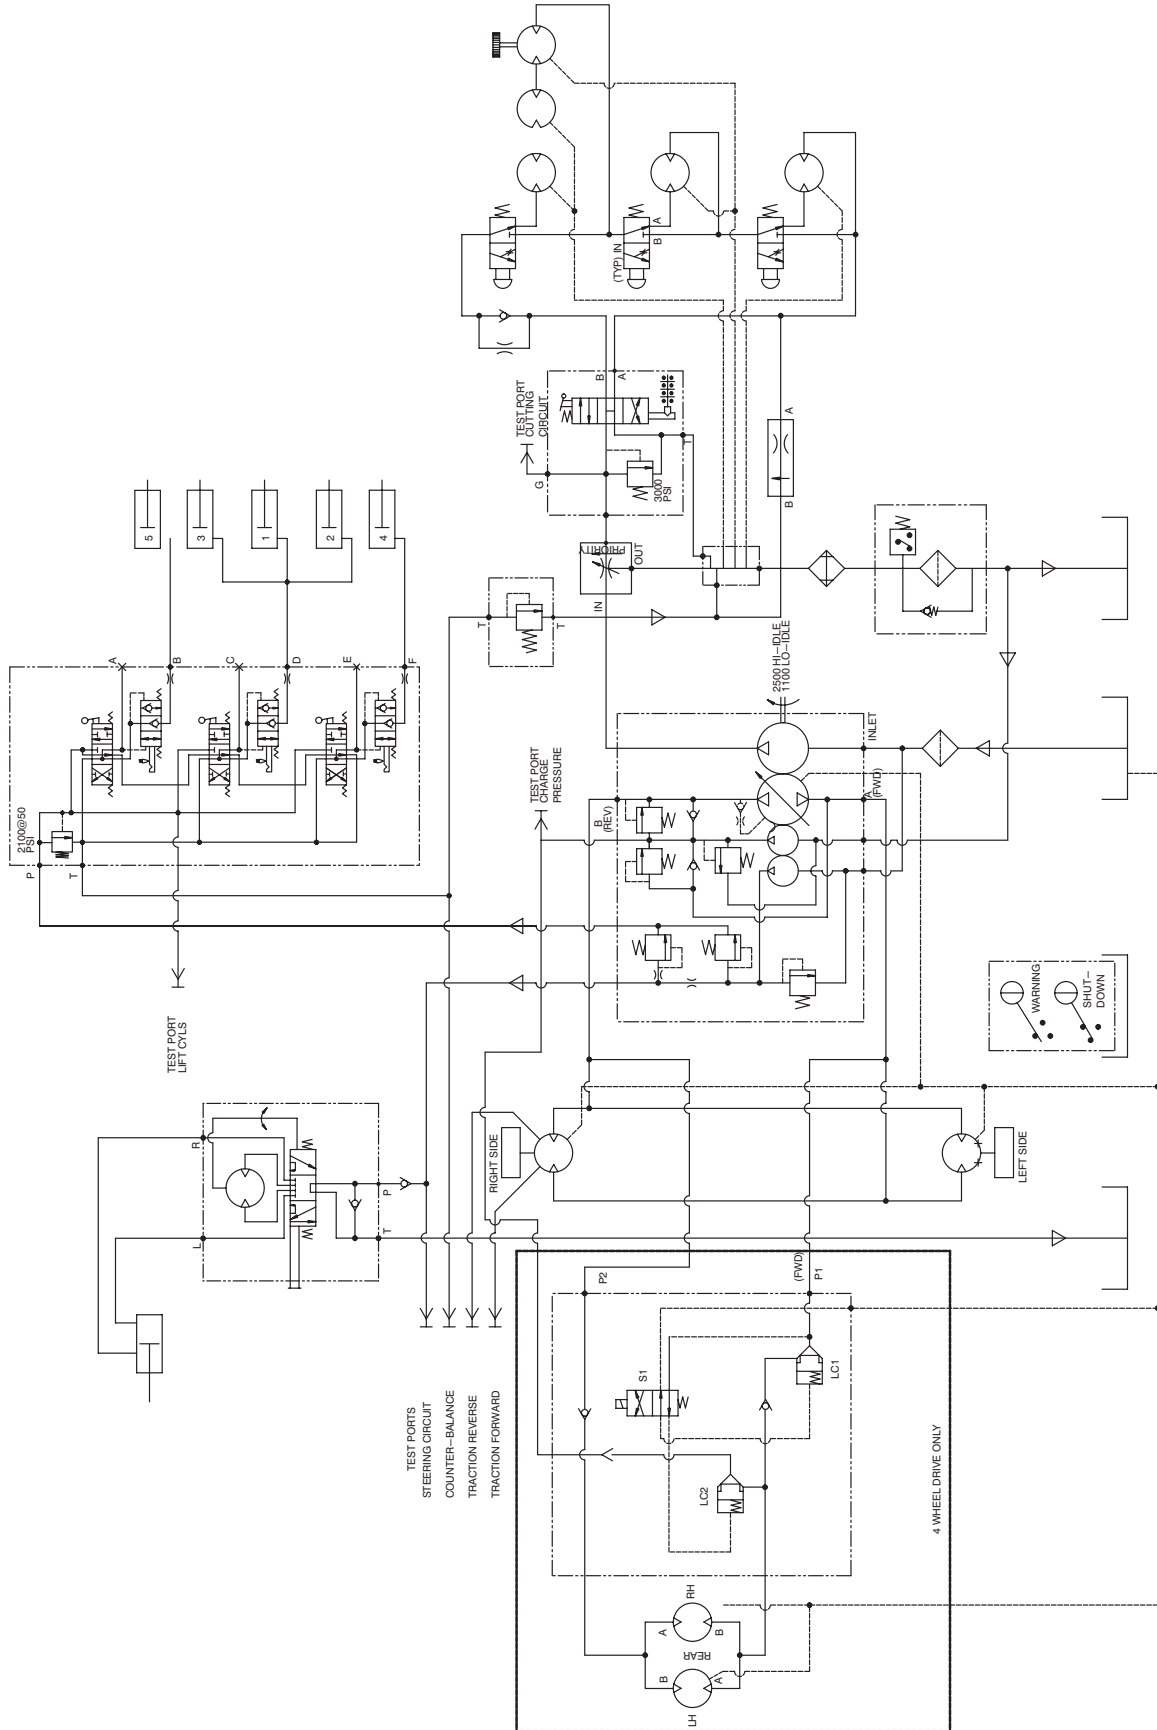 (TYP) IN
B
A
TEST PORT
CUTTING
CIRCUIT
G
B
A
3000
PSI
T
PRIORITY
IN
OUT
B
A
5
3
1
2
4
A
B
C
D
E
F
2100@50
PSI
P
T
T
T
2500 HI-IDLE
1100 LO-IDLE
TEST PORT
CHARGE
PRESSURE
B
(REV)
A
(FWD)
INLET
TEST PORT
LIFT CYLS
WARNING
SHUT-
DOWN
R
L
P
T
RIGHT SIDE
LEFT SIDE
TEST PORTS
STEERING CIRCUIT
COUNTER-BALANCE
TRACTION REVERSE
TRACTION FORWARD
P2
(FWD)
P1
S1
LC1
LC2
4 WHEEL DRIVE ONLY
RH
A
B
REAR
B
A
LH